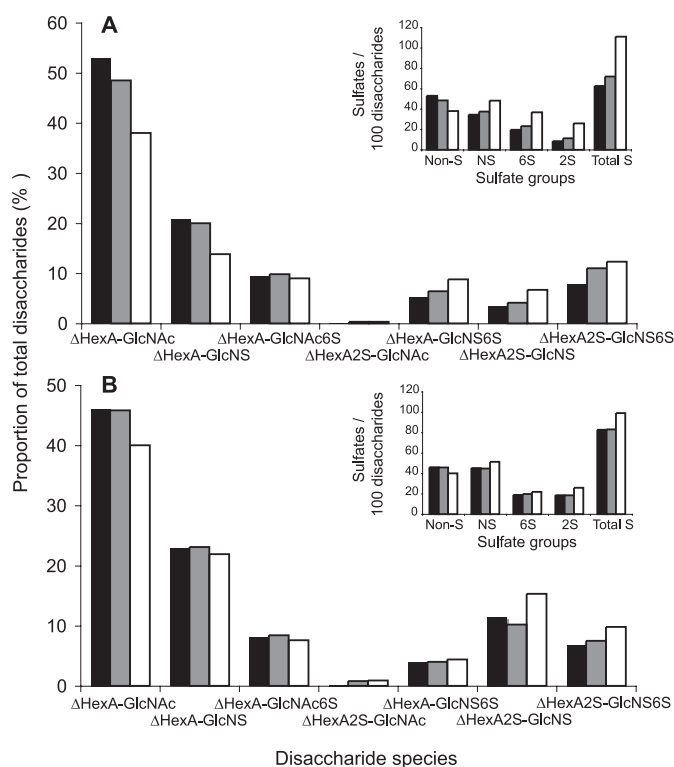 A
60
50
40
30
20
10
0
Proportion of total disaccharides (% )
ΔHexA-GlcNAc
ΔHexA-GlcNS
ΔHexA-GlcNAc6S
ΔHexA2S-GlcNAc
ΔHexA-GlcNS6S
ΔHexA2S-GlcNS
ΔHexA2S-GlcNS6S
Sulfates /
100 disaccharides
120
100
80
60
40
20
0
Non-S NS 6S 2S Total S
Sulfate groups
B
50
40
30
20
10
0
ΔHexA-GlcNAc
ΔHexA-GlcNS
ΔHexA-GlcNAc6S
ΔHexA2S-GlcNAc
ΔHexA-GlcNS6S
ΔHexA2S-GlcNS
ΔHexA2S-GlcNS6S
Sulfates /
100 disaccharides
120
100
80
60
40
20
0
Non-S NS 6S 2S Total S
Sulfate groups
Disaccharide species